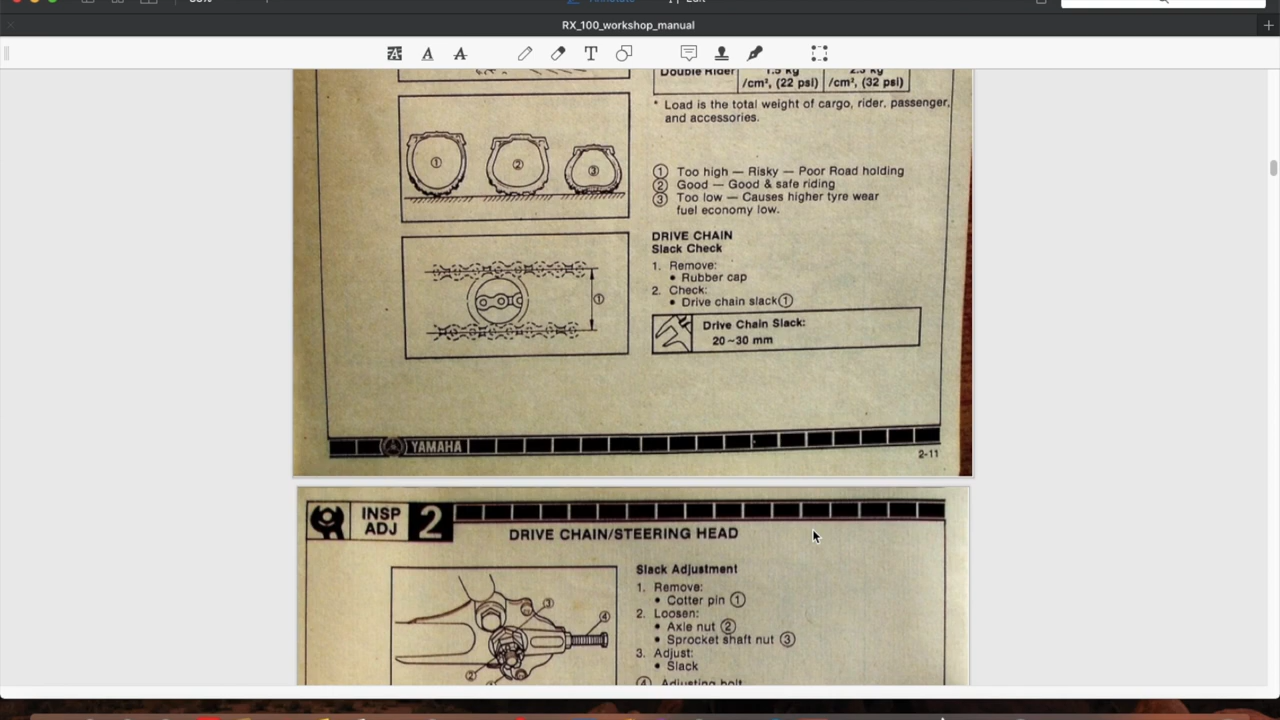 RX_100_workshop_manual
T
Double Rider
/cm², (22 psi)
/cm², (32 psi)
* Load is the total weight of cargo, rider, passenger,
and accessories.
① ② ③
① Too high — Risky — Poor Road holding
② Good — Good & safe riding
③ Too low — Causes higher tyre wear
fuel economy low.
DRIVE CHAIN
Slack Check
1. Remove:
• Rubber cap
2. Check:
• Drive chain slack ①
①
Drive Chain Slack:
20~30 mm
YAMAHA
2-11
INSP
ADJ
2
DRIVE CHAIN/STEERING HEAD
③
④
②
Slack Adjustment
1. Remove:
• Cotter pin ①
2. Loosen:
• Axle nut ②
• Sprocket shaft nut ③
3. Adjust:
• Slack
④ Adjusting bolt